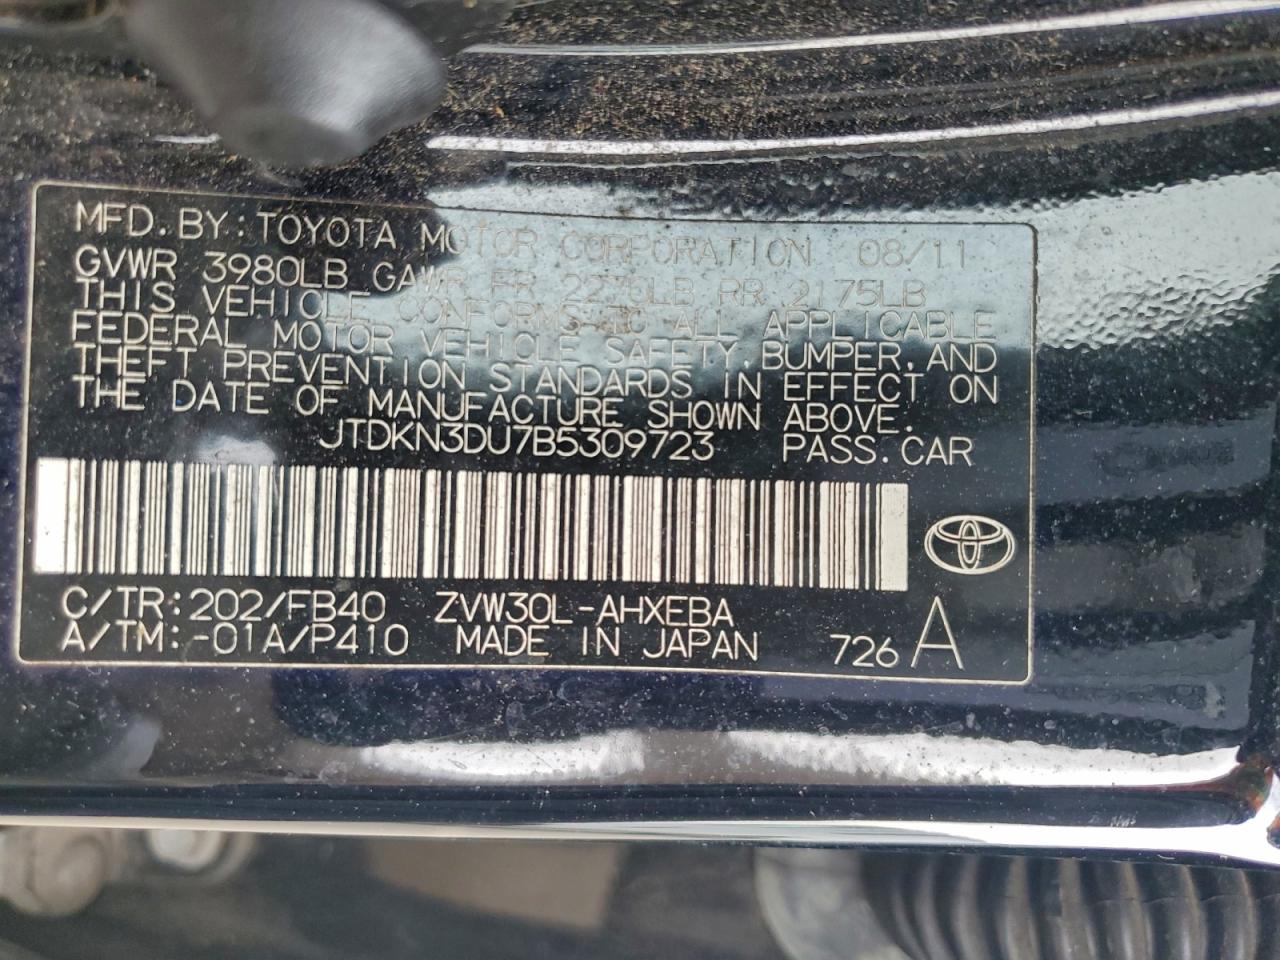 MFD. BY: TOYOTA MOTOR CORPORATION 08/11
GVWR 3980LB GAWR FR 2270LB RR 2175LB
THIS VEHICLE CONFORMS TO ALL APPLICABLE
FEDERAL MOTOR VEHICLE SAFETY, BUMPER, AND
THEFT PREVENTION STANDARDS IN EFFECT ON
THE DATE OF MANUFACTURE SHOWN ABOVE.
JTDKN3DU7B5309723 PASS. CAR
C/TR: 202/FB40 ZVW30L-AHXEBA
A/TM: -01A/P410 MADE IN JAPAN 726 A